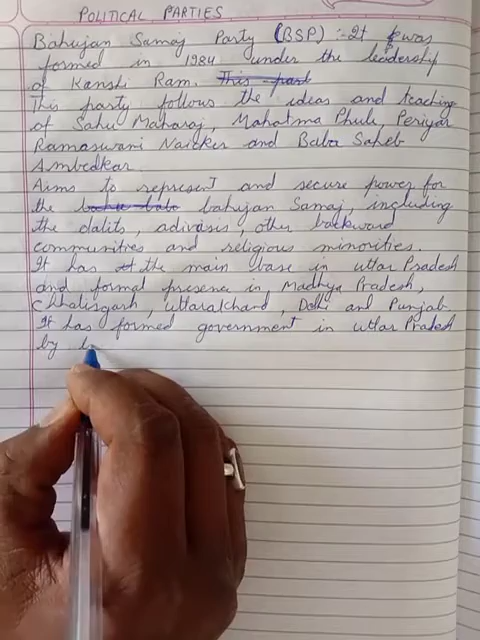 POLITICAL PARTIES
Bahujan Samaj Party (BSP) :- It was
formed in 1984 under the leadership
of Kanshi Ram. This part
This party follows the ideas and teaching
of Sahu Maharaj, Mahatma Phule, Periyar
Ramaswani Naicker and Baba Saheb
Ambedkar.
Aims to represent and secure power for
the bahujan Samaj, including
the dalits, adivasis, other backward
communities and religious minorities.
It has the main base in uttar Pradesh
and formal presence in, Madhya Pradesh,
Chhatisgarh, uttarakhand, Delhi and Punjab
It has formed government in uttar Pradesh
by